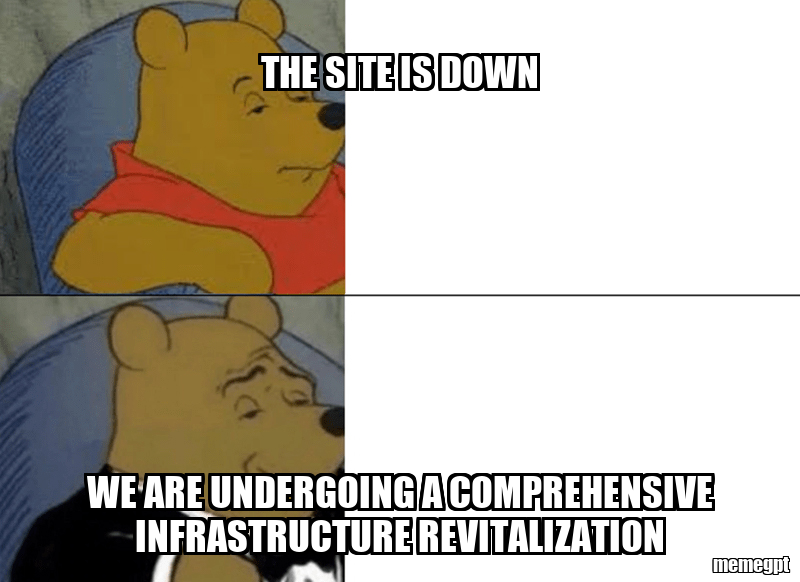 THE SITE IS DOWN
WE ARE UNDERGOING A COMPREHENSIVE
INFRASTRUCTURE REVITALIZATION
memegpt